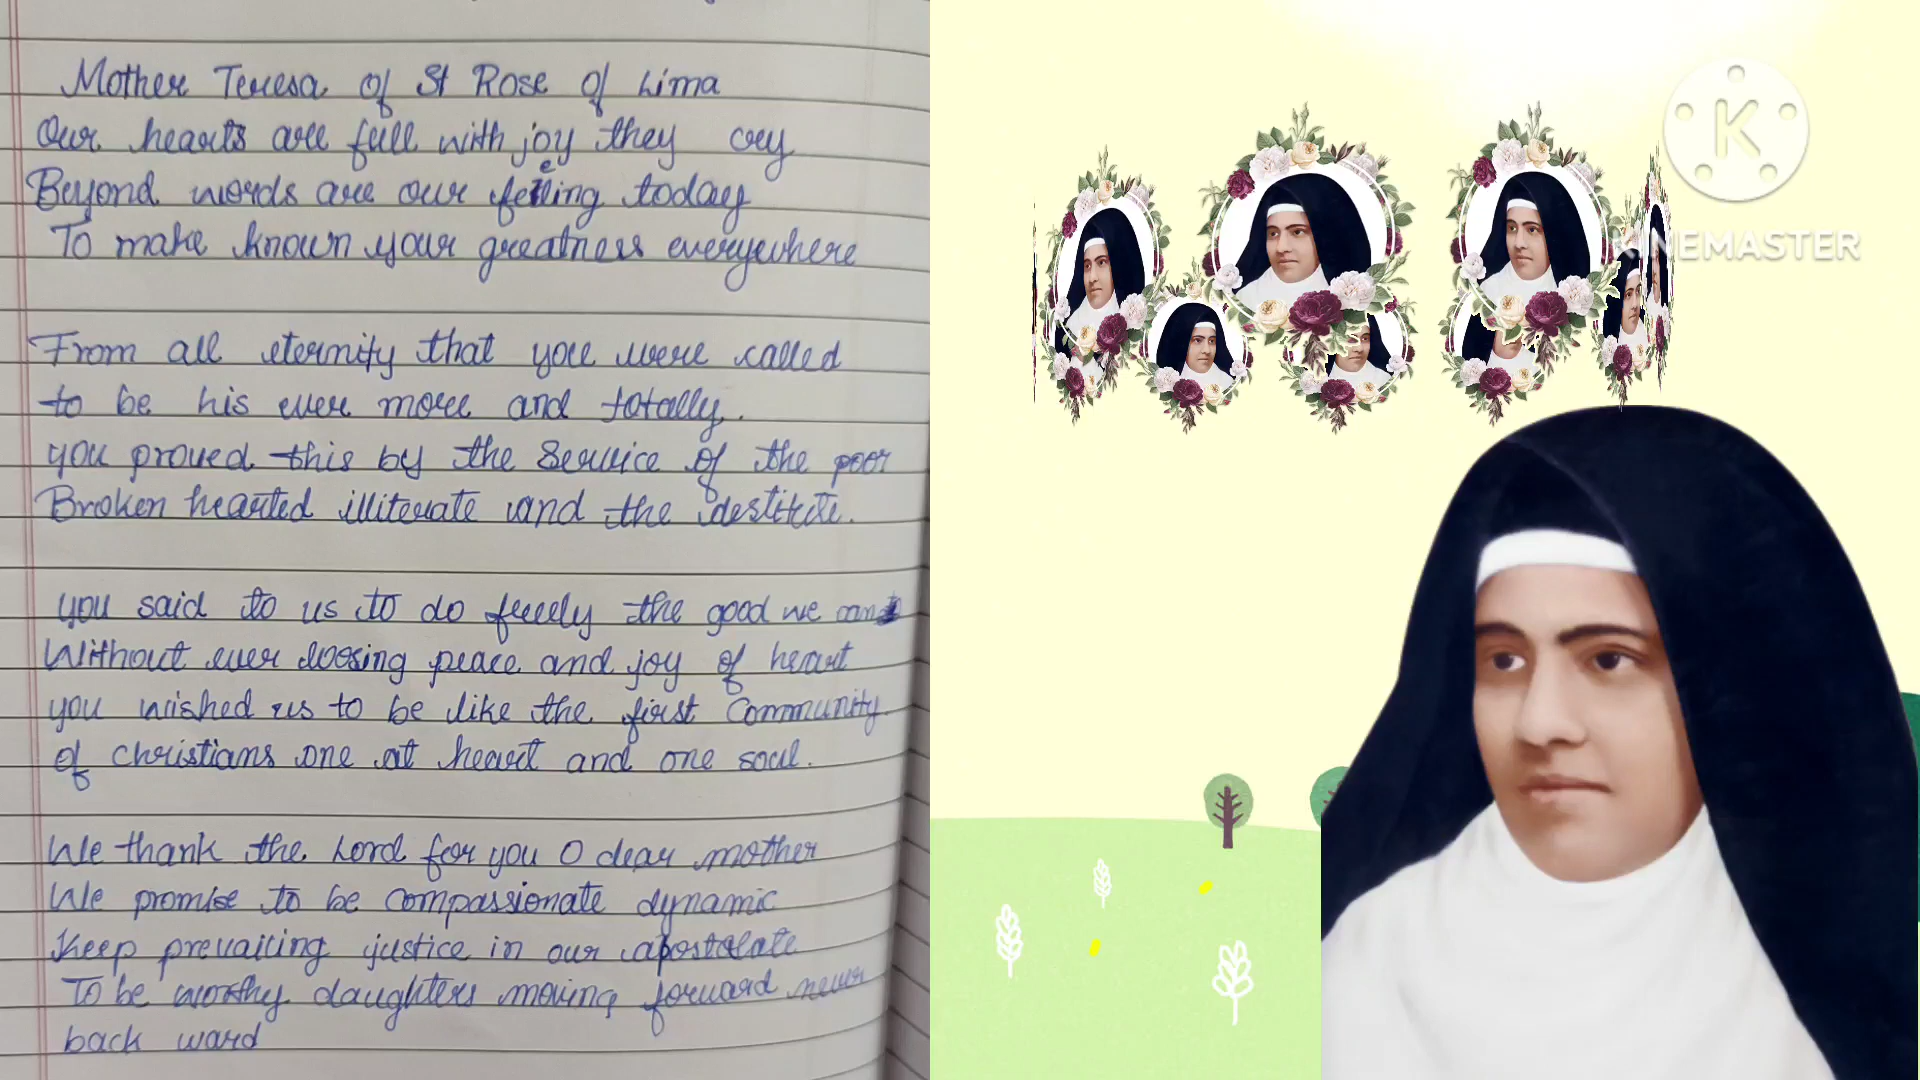 Mother Teresa of St Rose of Lima
Our hearts are full with joy they cry
Beyond words are our feeling today
To make known your greatness everywhere
From all eternity that you were called
to be his ever more and totally.
you proved this by the service of the poor
Broken hearted illiterate and the destitite.
you said to us to do freely the good we can
Without ever loosing peace and joy of heart
you wished us to be like the first Community
of christians one at heart and one soul.
We thank the Lord for you O dear mother
We promise to be compassionate dynamic
Keep prevailing justice in our apostolate
To be worthy daughters moving forward never
back ward
K
KINEMASTER